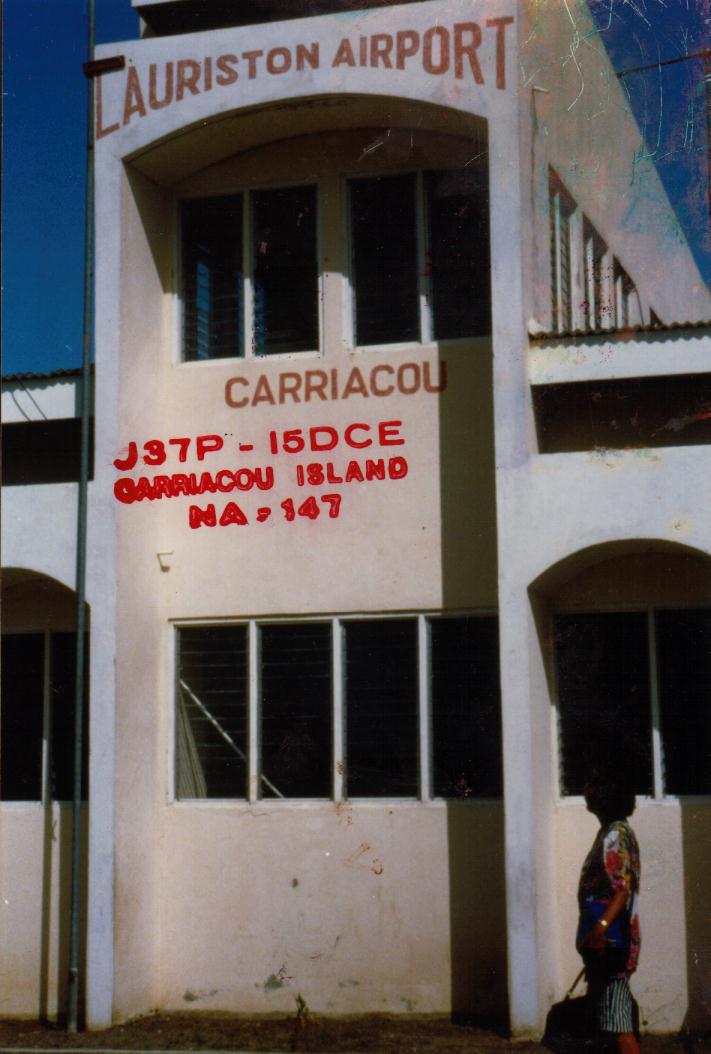 LAURISTON AIRPORT
CARRIACOU
J37P - 15DCE
CARRIACOU ISLAND
NA - 147